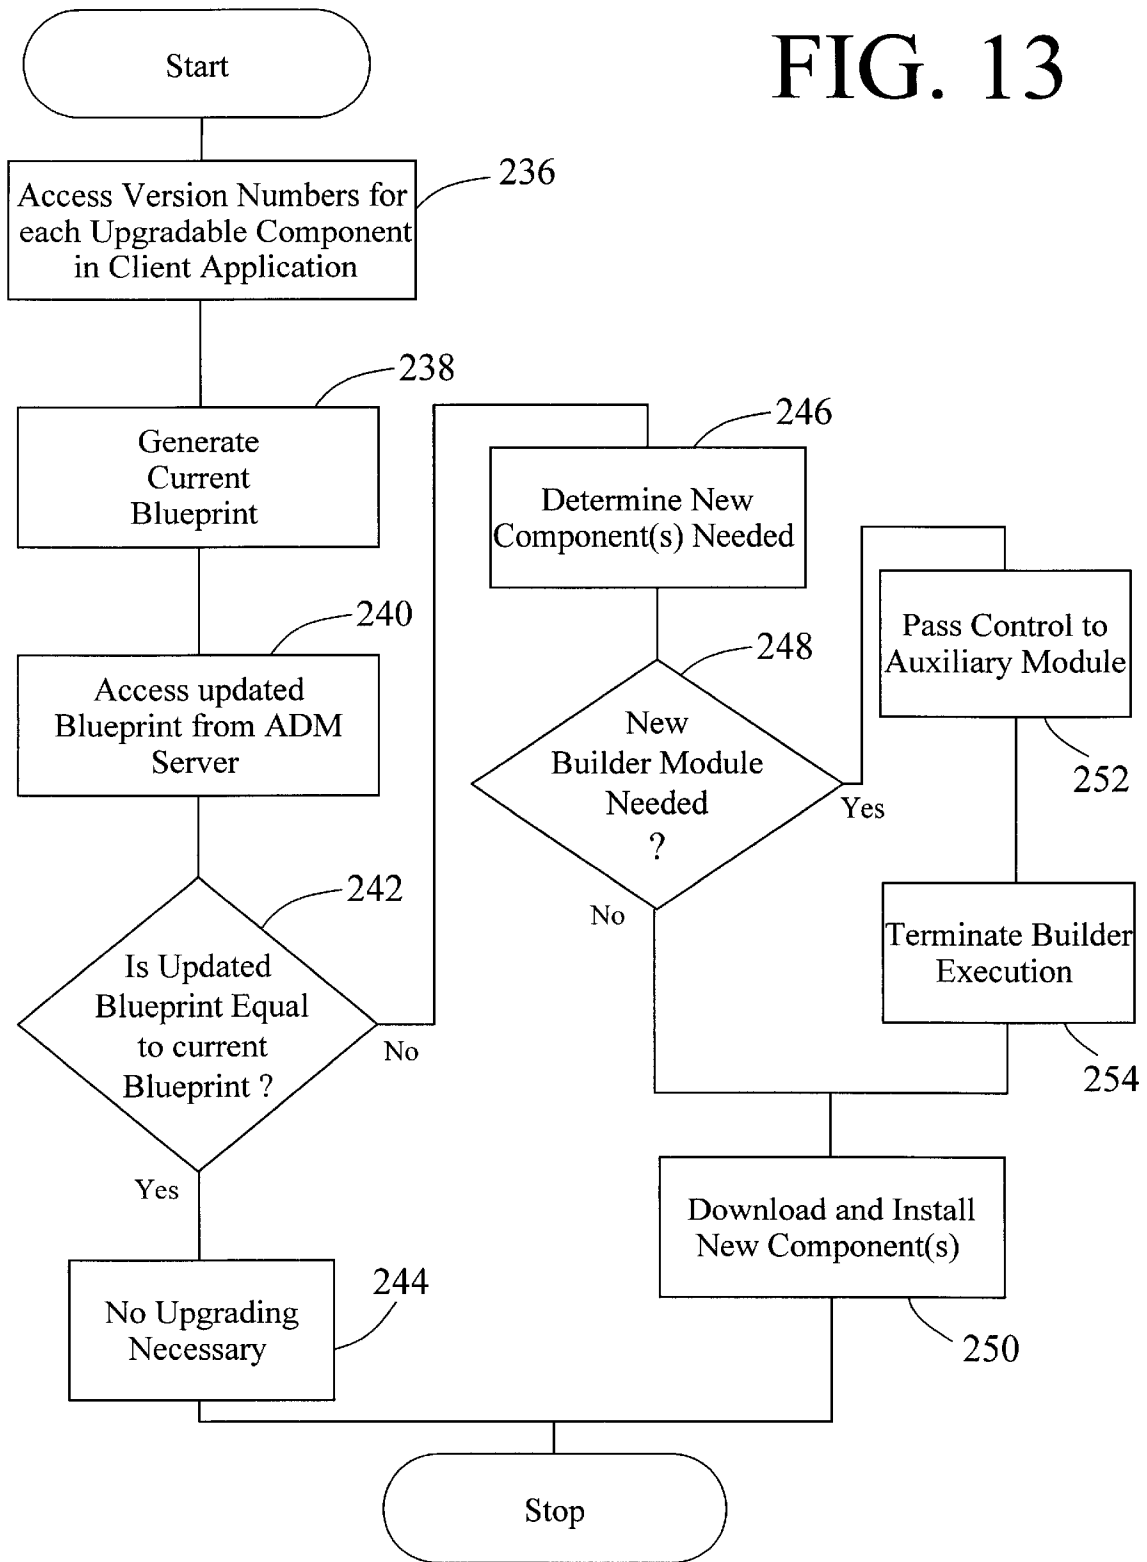 FIG. 13
Start
236
Access Version Numbers for
each Upgradable Component
in Client Application
238
Generate
Current
Blueprint
240
Access updated
Blueprint from ADM
Server
242
Is Updated
Blueprint Equal
to current
Blueprint ?
No
Yes
244
No Upgrading
Necessary
246
Determine New
Component(s) Needed
248
New
Builder Module
Needed
?
Yes
No
Pass Control to
Auxiliary Module
252
Terminate Builder
Execution
254
Download and Install
New Component(s)
250
Stop